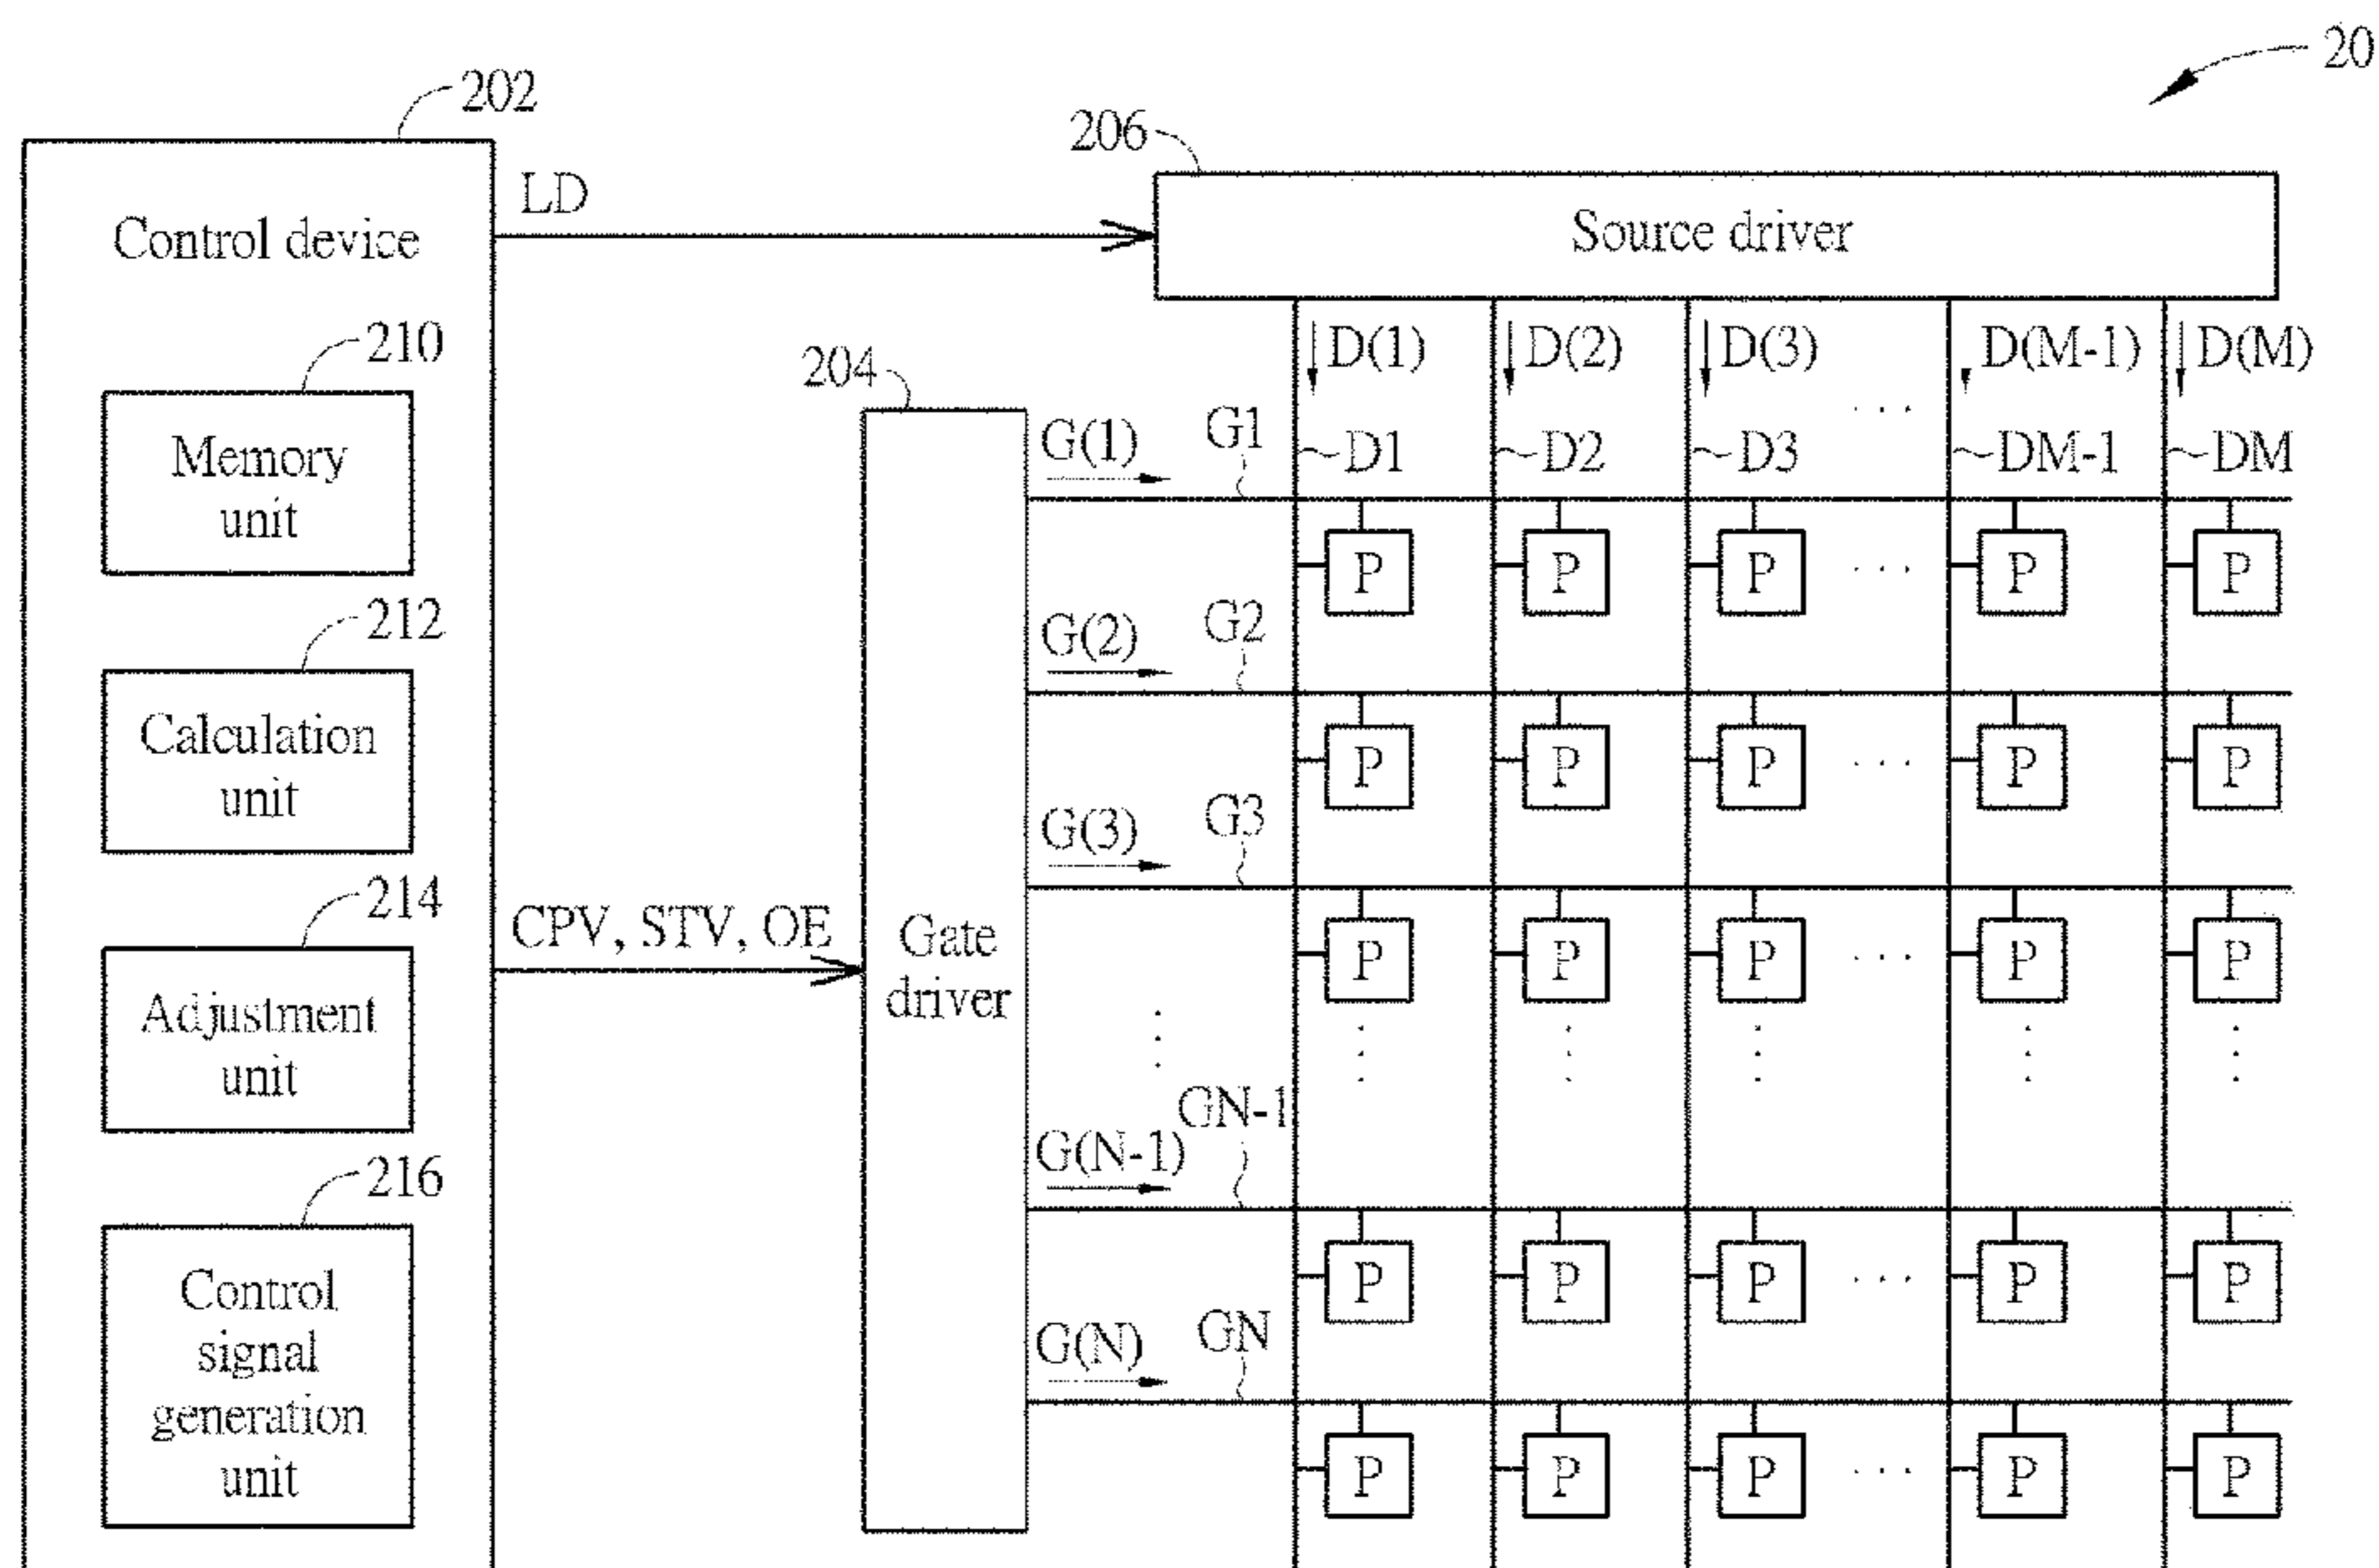 20
202
206
LD
Control device
Source driver
210
D(1) D(2) D(3) D(M-1) D(M)
204
G(1) G1 D1 D2 D3 ... DM-1 DM
Memory
unit
P P P ... P P
212
G(2) G2
Calculation
unit
P P P ... P P
G(3) G3
214
CPV, STV, OE
Gate
driver
P P P ... P P
Adjustment
unit
GN-1
G(N-1)
216
P P P ... P P
Control
signal
generation
unit
G(N) GN
P P P ... P P